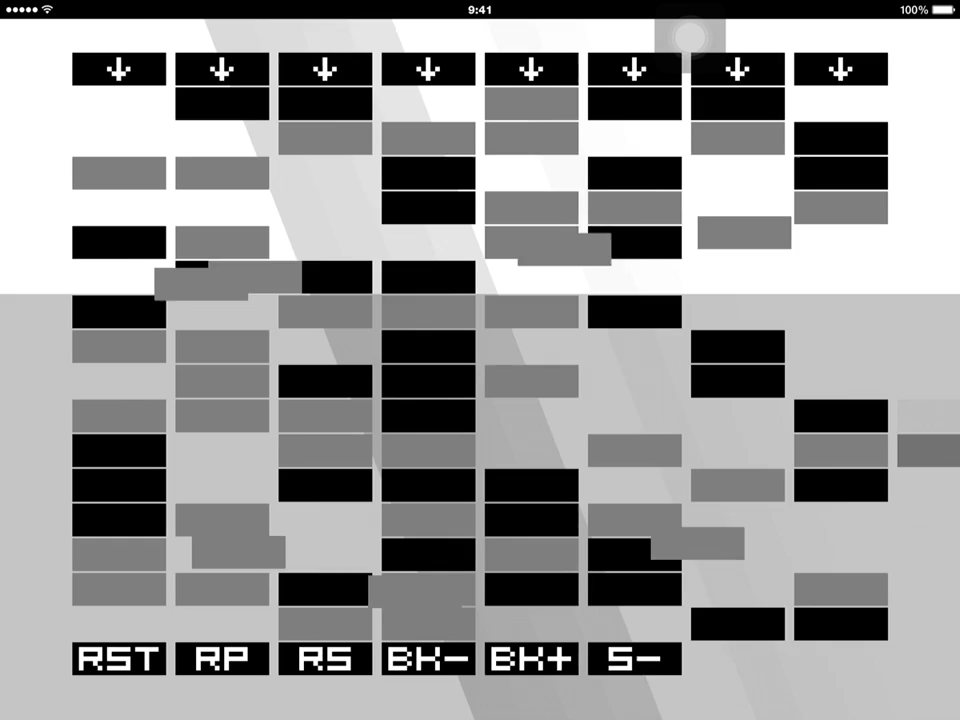 9:41
100%
↓ ↓ ↓ ↓ ↓ ↓ ↓ ↓
RST RP RS BK- BK+ S-